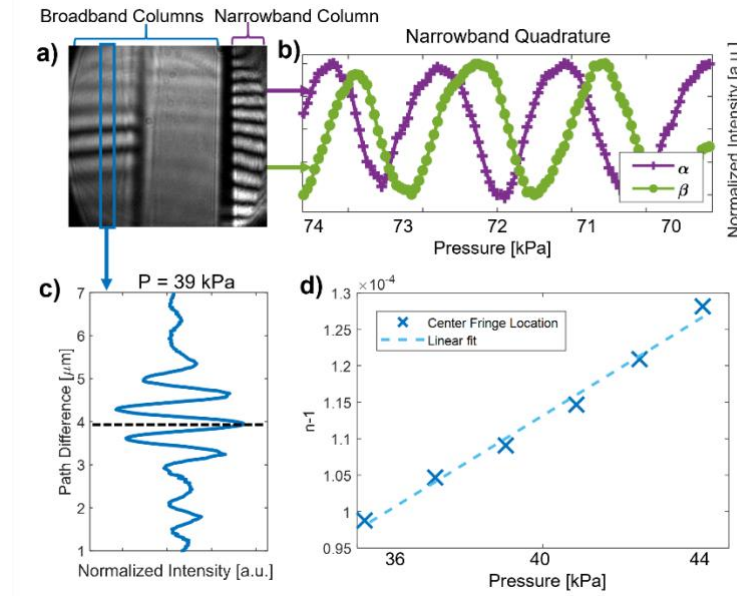 Broadband Columns Narrowband Column
a)
b)
Narrowband Quadrature
Normalized Intensity [a.u.]
α
β
74 73 72 71 70
Pressure [kPa]
c)
P = 39 kPa
7
6
5
4
3
2
1
Path Difference [μm]
Normalized Intensity [a.u.]
d)
×10⁻⁴
1.3
1.25
1.2
1.15
1.1
1.05
1
0.95
n-1
Center Fringe Location
Linear fit
36 40 44
Pressure [kPa]